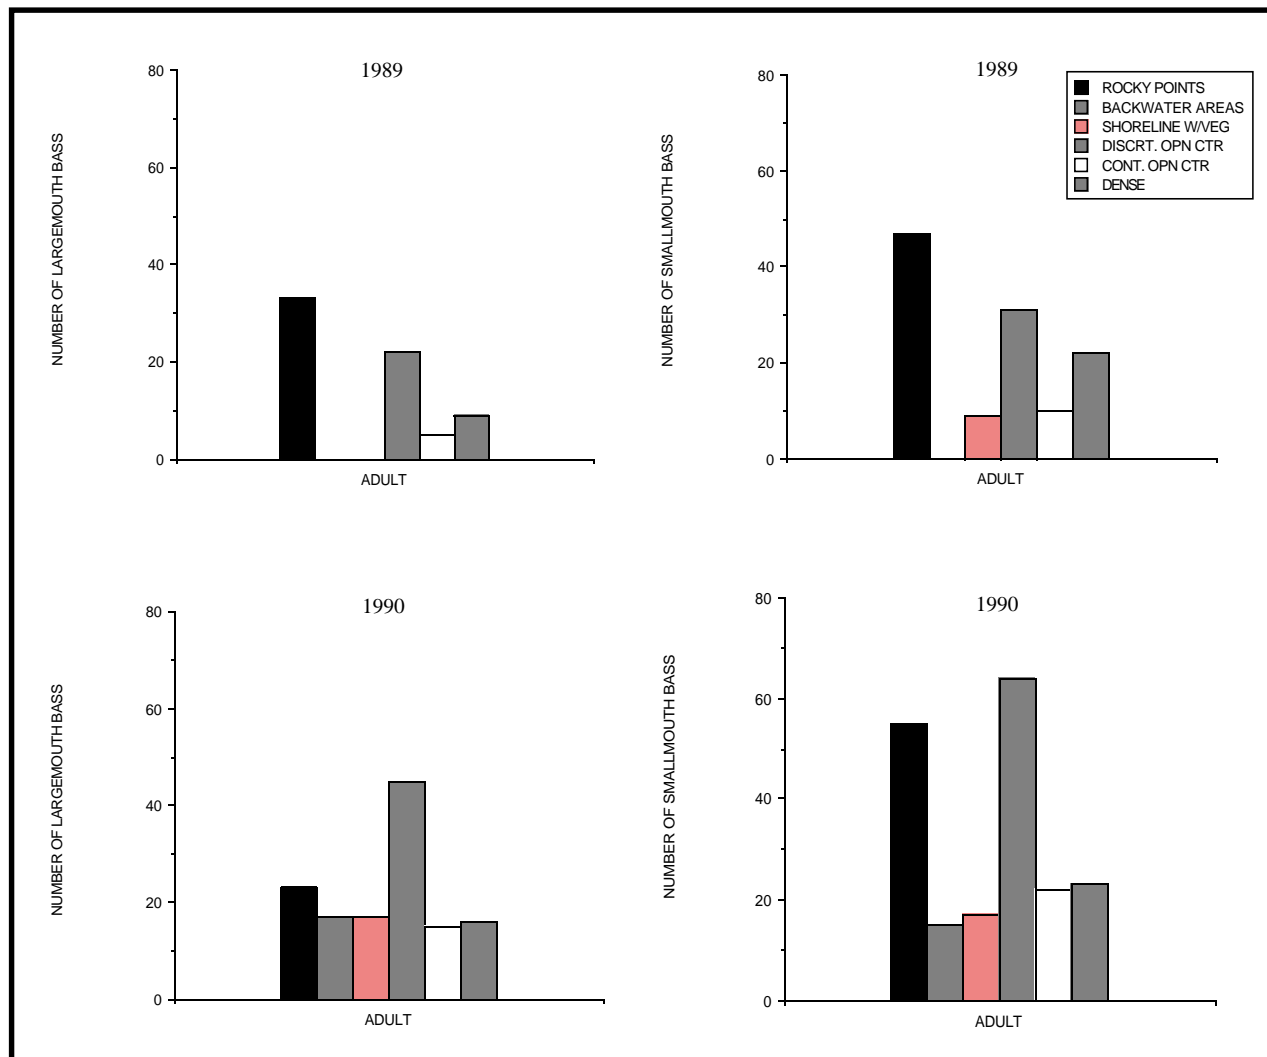 1989
80
60
40
20
0
NUMBER OF LARGEMOUTH BASS
ADULT
1989
80
60
40
20
0
NUMBER OF SMALLMOUTH BASS
ADULT
ROCKY POINTS
BACKWATER AREAS
SHORELINE W/VEG
DISCRT. OPN CTR
CONT. OPN CTR
DENSE
1990
80
60
40
20
0
NUMBER OF LARGEMOUTH BASS
ADULT
1990
80
60
40
20
0
NUMBER OF SMALLMOUTH BASS
ADULT